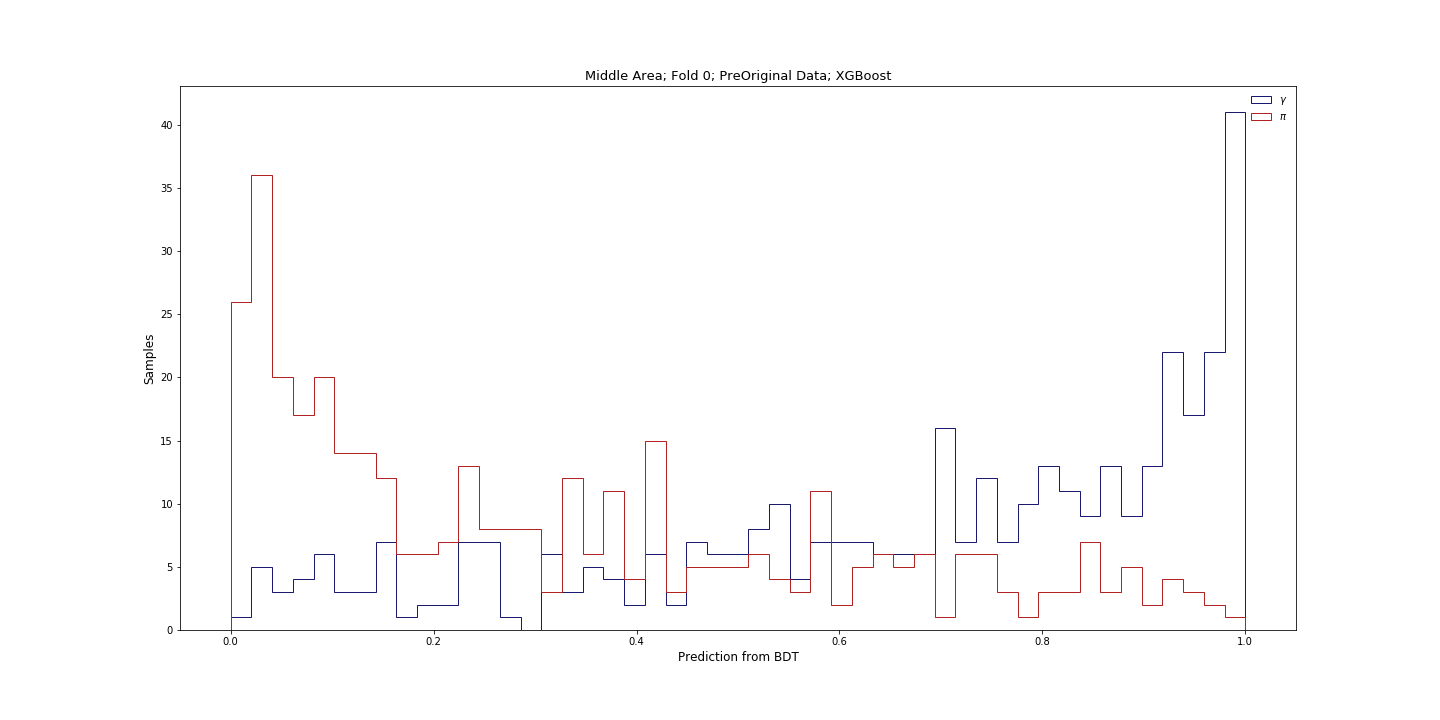 Middle Area; Fold 0; PreOriginal Data; XGBoost
γ
π
40
35
30
25
20
15
10
5
0
Samples
0.0 0.2 0.4 0.6 0.8 1.0
Prediction from BDT